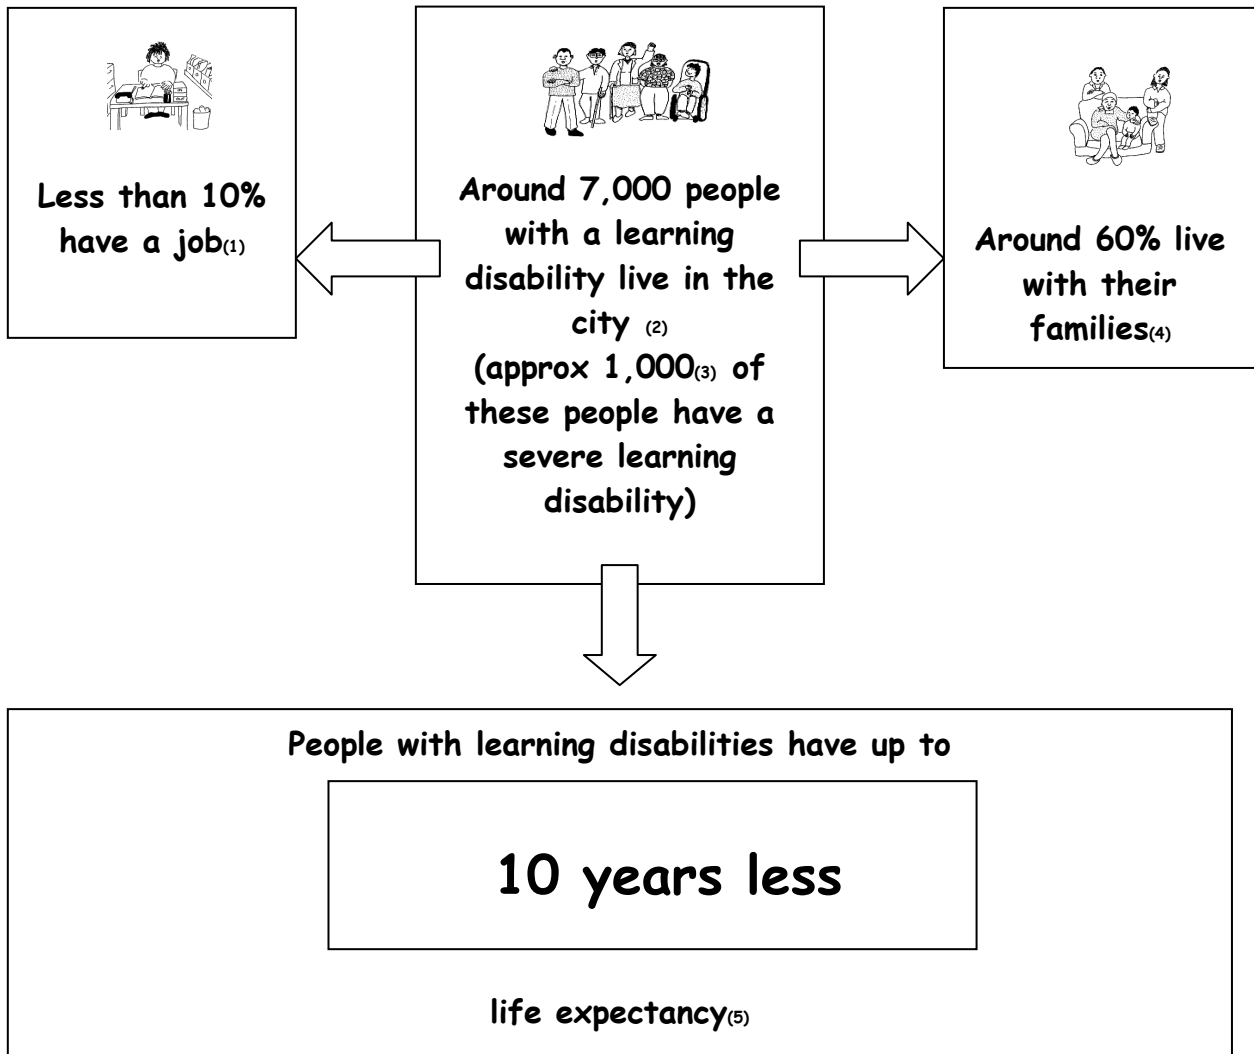 Less than 10%
have a job(1)
Around 7,000 people
with a learning
disability live in the
city (2)
(approx 1,000(3) of
these people have a
severe learning
disability)
Around 60% live
with their
families(4)
People with learning disabilities have up to
10 years less
life expectancy(5)